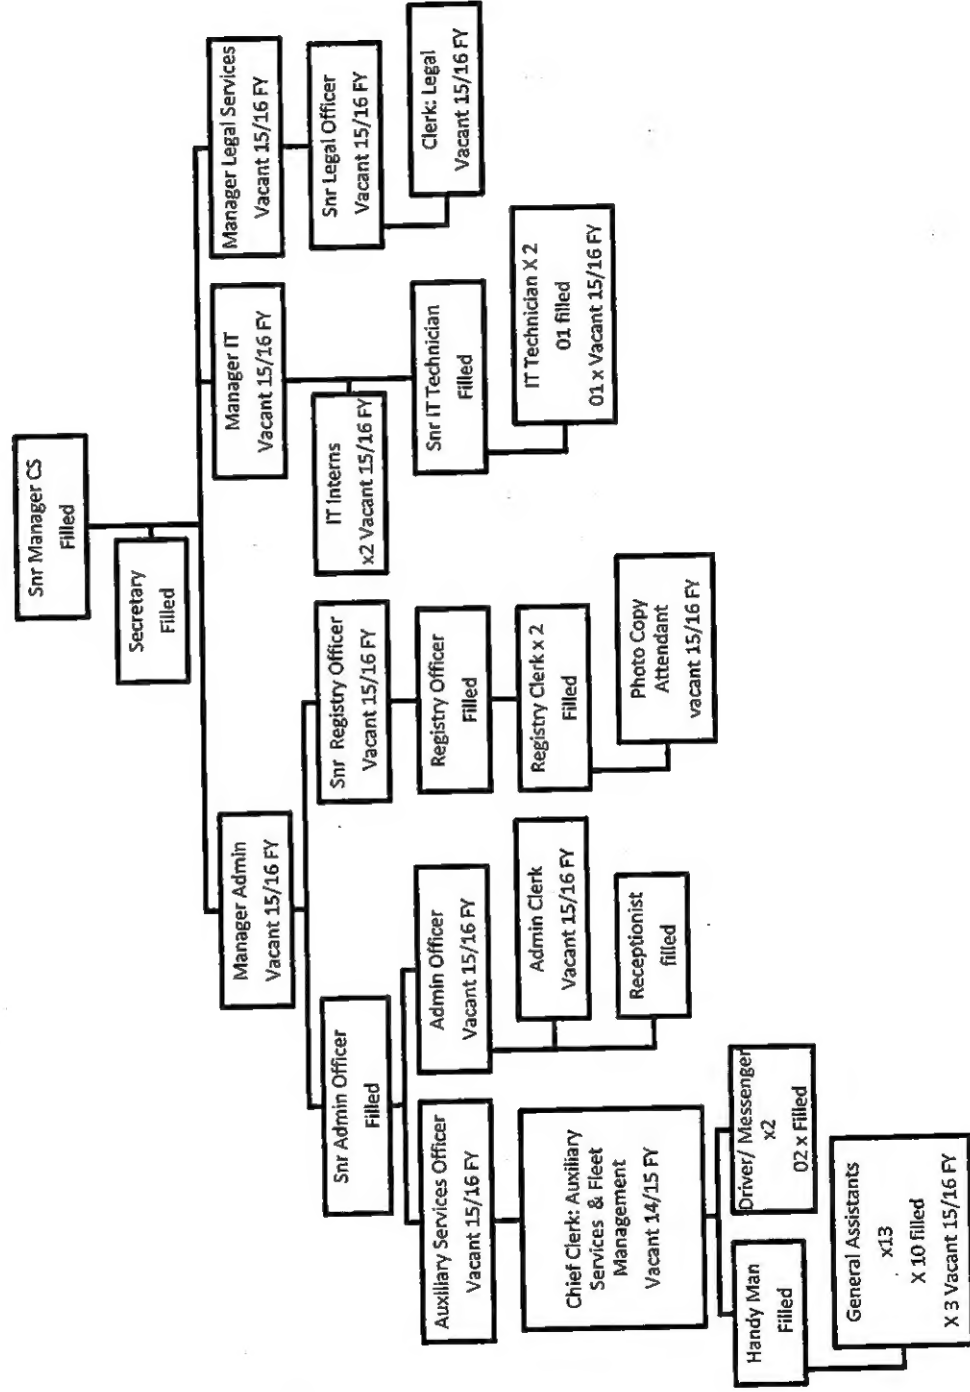 Snr Manager CS
Filled
Secretary
Filled
Manager Admin
Vacant 15/16 FY
Manager IT
Vacant 15/16 FY
Manager Legal Services
Vacant 15/16 FY
Snr Admin Officer
Filled
Snr Registry Officer
Vacant 15/16 FY
IT Interns
x2 Vacant 15/16 FY
Snr Legal Officer
Vacant 15/16 FY
Auxiliary Services Officer
Vacant 15/16 FY
Admin Officer
Vacant 15/16 FY
Registry Officer
Filled
Snr IT Technician
Filled
Clerk: Legal
Vacant 15/16 FY
Chief Clerk: Auxiliary
Services & Fleet
Management
Vacant 14/15 FY
Admin Clerk
Vacant 15/16 FY
Registry Clerk x 2
Filled
IT Technician X 2
01 filled
01 x Vacant 15/16 FY
Receptionist
filled
Photo Copy
Attendant
vacant 15/16 FY
Handy Man
Filled
Driver/ Messenger
x2
02 x Filled
General Assistants
x13
X 10 filled
X 3 Vacant 15/16 FY